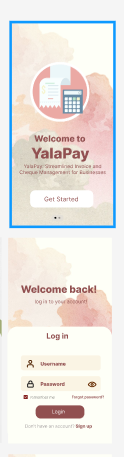 Welcome to
YalaPay
YalaPay: Streamlined Invoice and
Cheque Management for Businesses
Get Started
Welcome back!
log in to your account!
Log in
Username
Password
remember me Forgot password?
Login
Don't have an account? Sign up